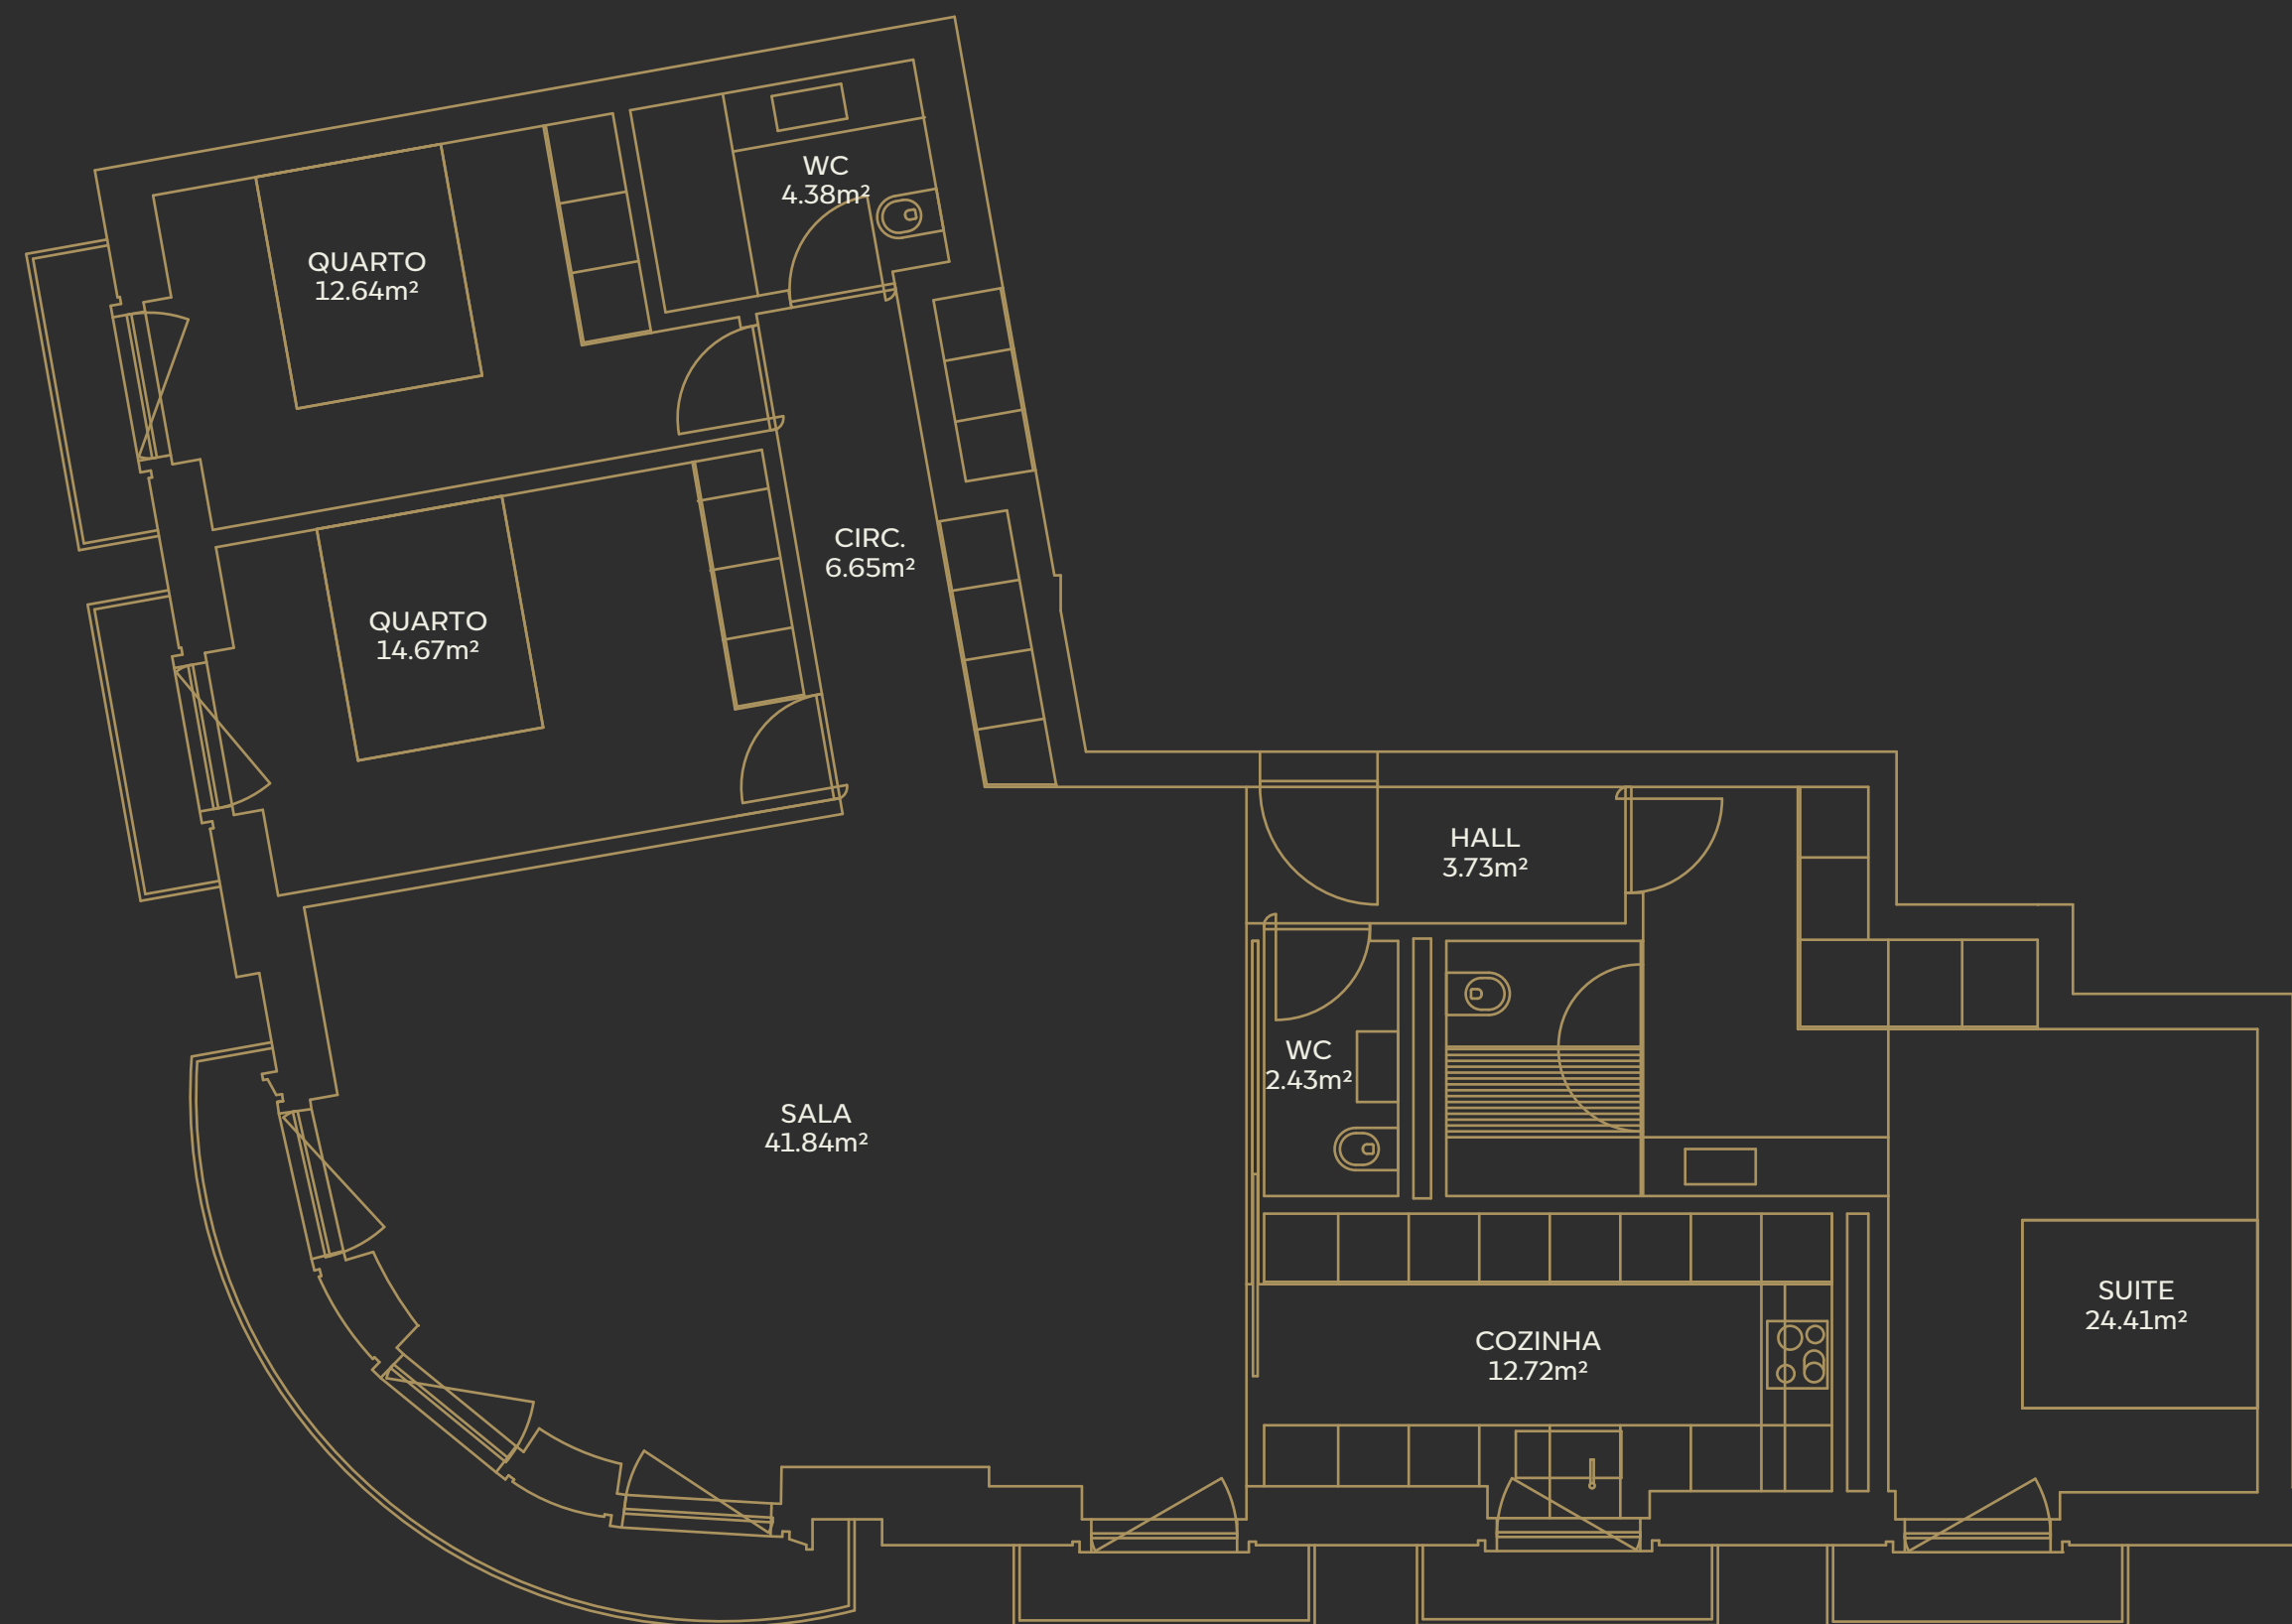 WC
4.38m²
QUARTO
12.64m²
CIRC.
6.65m²
QUARTO
14.67m²
HALL
3.73m²
WC
2.43m²
SALA
41.84m²
SUITE
24.41m²
COZINHA
12.72m²